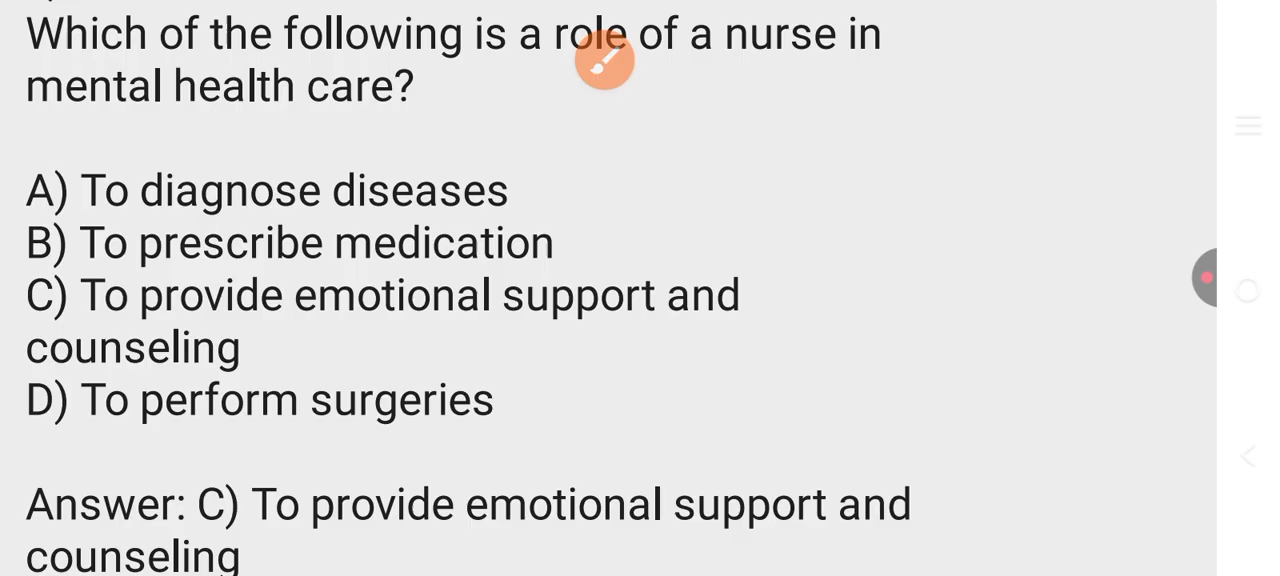 Which of the following is a role of a nurse in
mental health care?
A) To diagnose diseases
B) To prescribe medication
C) To provide emotional support and
counseling
D) To perform surgeries
Answer: C) To provide emotional support and
counseling